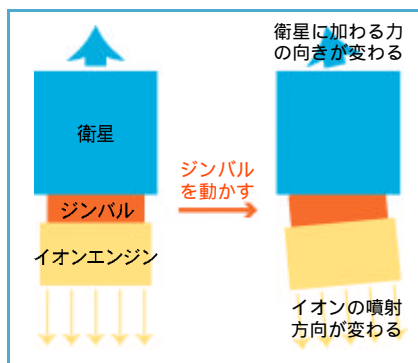 衛星に加わる力
の向きが変わる
衛星
ジンバル
を動かす
ジンバル
イオンエンジン
イオンの噴射
方向が変わる